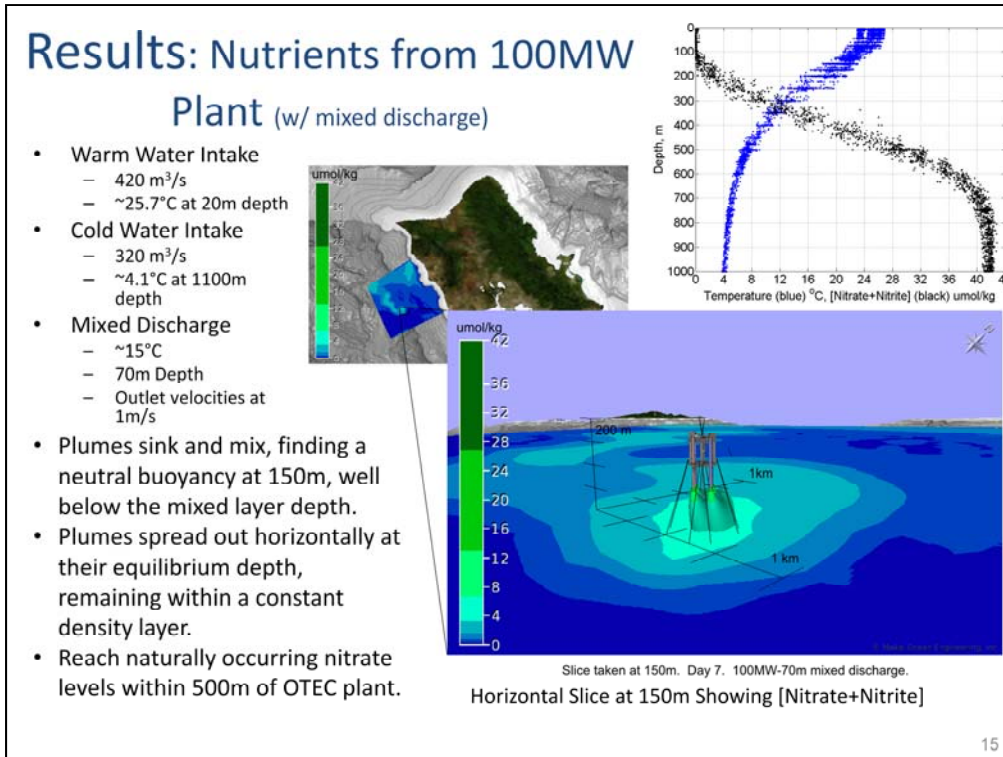 Results: Nutrients from 100MW
Plant (w/ mixed discharge)
• Warm Water Intake
– 420 m³/s
– ~25.7°C at 20m depth
• Cold Water Intake
– 320 m³/s
– ~4.1°C at 1100m
depth
• Mixed Discharge
– ~15°C
– 70m Depth
– Outlet velocities at
1m/s
• Plumes sink and mix, finding a
neutral buoyancy at 150m, well
below the mixed layer depth.
• Plumes spread out horizontally at
their equilibrium depth,
remaining within a constant
density layer.
• Reach naturally occurring nitrate
levels within 500m of OTEC plant.
umol/kg
0
100
200
300
400
500
600
700
800
900
1000
Depth, m
0 4 8 12 16 20 24 28 32 36 40 44
Temperature (blue) °C, [Nitrate+Nitrite] (black) umol/kg
umol/kg
42
36
32
28
24
20
16
12
8
4
0
200 m
1km
1 km
Slice taken at 150m. Day 7. 100MW-70m mixed discharge.
Horizontal Slice at 150m Showing [Nitrate+Nitrite]
15